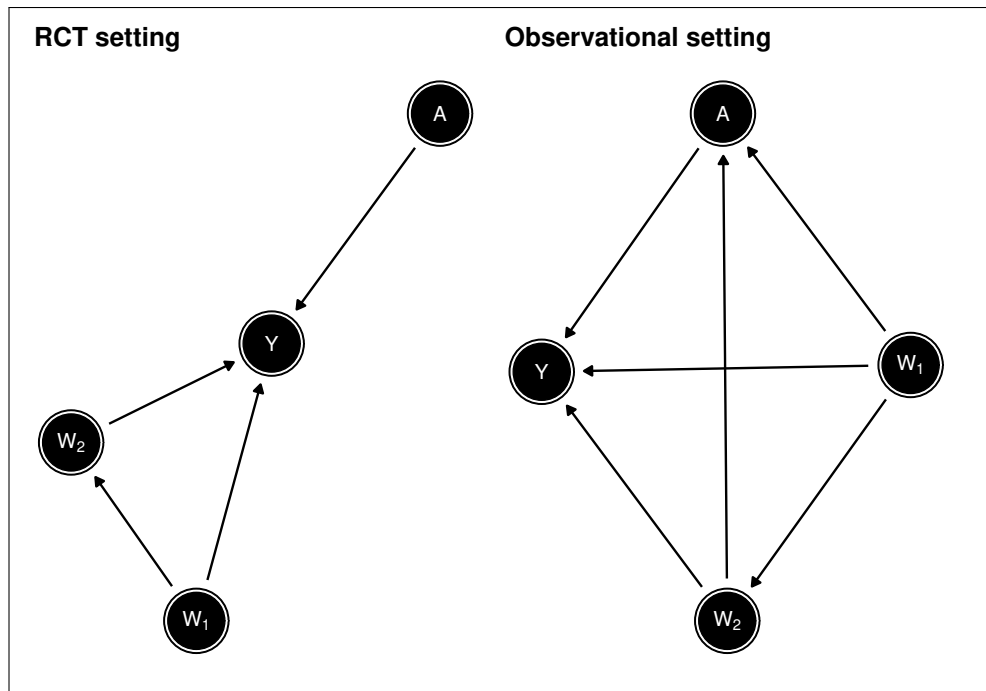 RCT setting
A
Y
W₂
W₁
Observational setting
A
Y
W₁
W₂